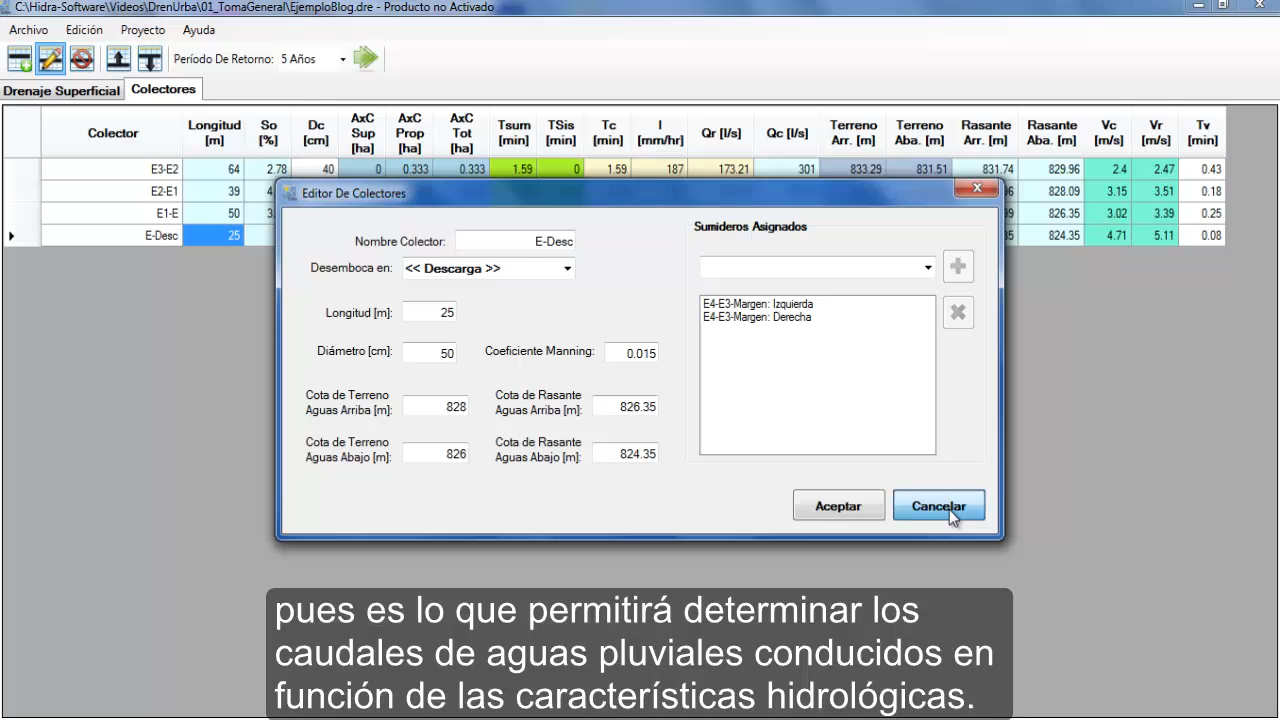 C:\Hidra-Software\Videos\DrenUrba\01_TomaGeneral\EjemploBlog.dre - Producto no Activado
Archivo Edición Proyecto Ayuda
Período De Retorno: 5 Años
Drenaje Superficial Colectores
Colector Longitud [m] So [%] Dc [cm] AxC Sup [ha] AxC Prop [ha] AxC Tot [ha] Tsum [min] TSis [min] Tc [min] I [mm/hr] Qr [l/s] Qc [l/s] Terreno Arr. [m] Terreno Aba. [m] Rasante Arr. [m] Rasante Aba. [m] Vc [m/s] Vr [m/s] Tv [min]
E3-E2 64 2.78 40 0 0.333 0.333 1.59 0 1.59 187 173.21 301 833.29 831.51 831.74 829.96 2.4 2.47 0.43
E2-E1 39 828.09 3.15 3.51 0.18
E1-E 50 826.35 3.02 3.39 0.25
E-Desc 25 824.35 4.71 5.11 0.08
Editor De Colectores
Nombre Colector: E-Desc
Desemboca en: << Descarga >>
Longitud [m]: 25
Diámetro [cm]: 50 Coeficiente Manning: 0.015
Cota de Terreno Aguas Arriba [m]: 828 Cota de Rasante Aguas Arriba [m]: 826.35
Cota de Terreno Aguas Abajo [m]: 826 Cota de Rasante Aguas Abajo [m]: 824.35
Sumideros Asignados
E4-E3-Margen: Izquierda
E4-E3-Margen: Derecha
Aceptar Cancelar
pues es lo que permitirá determinar los
caudales de aguas pluviales conducidos en
función de las características hidrológicas.